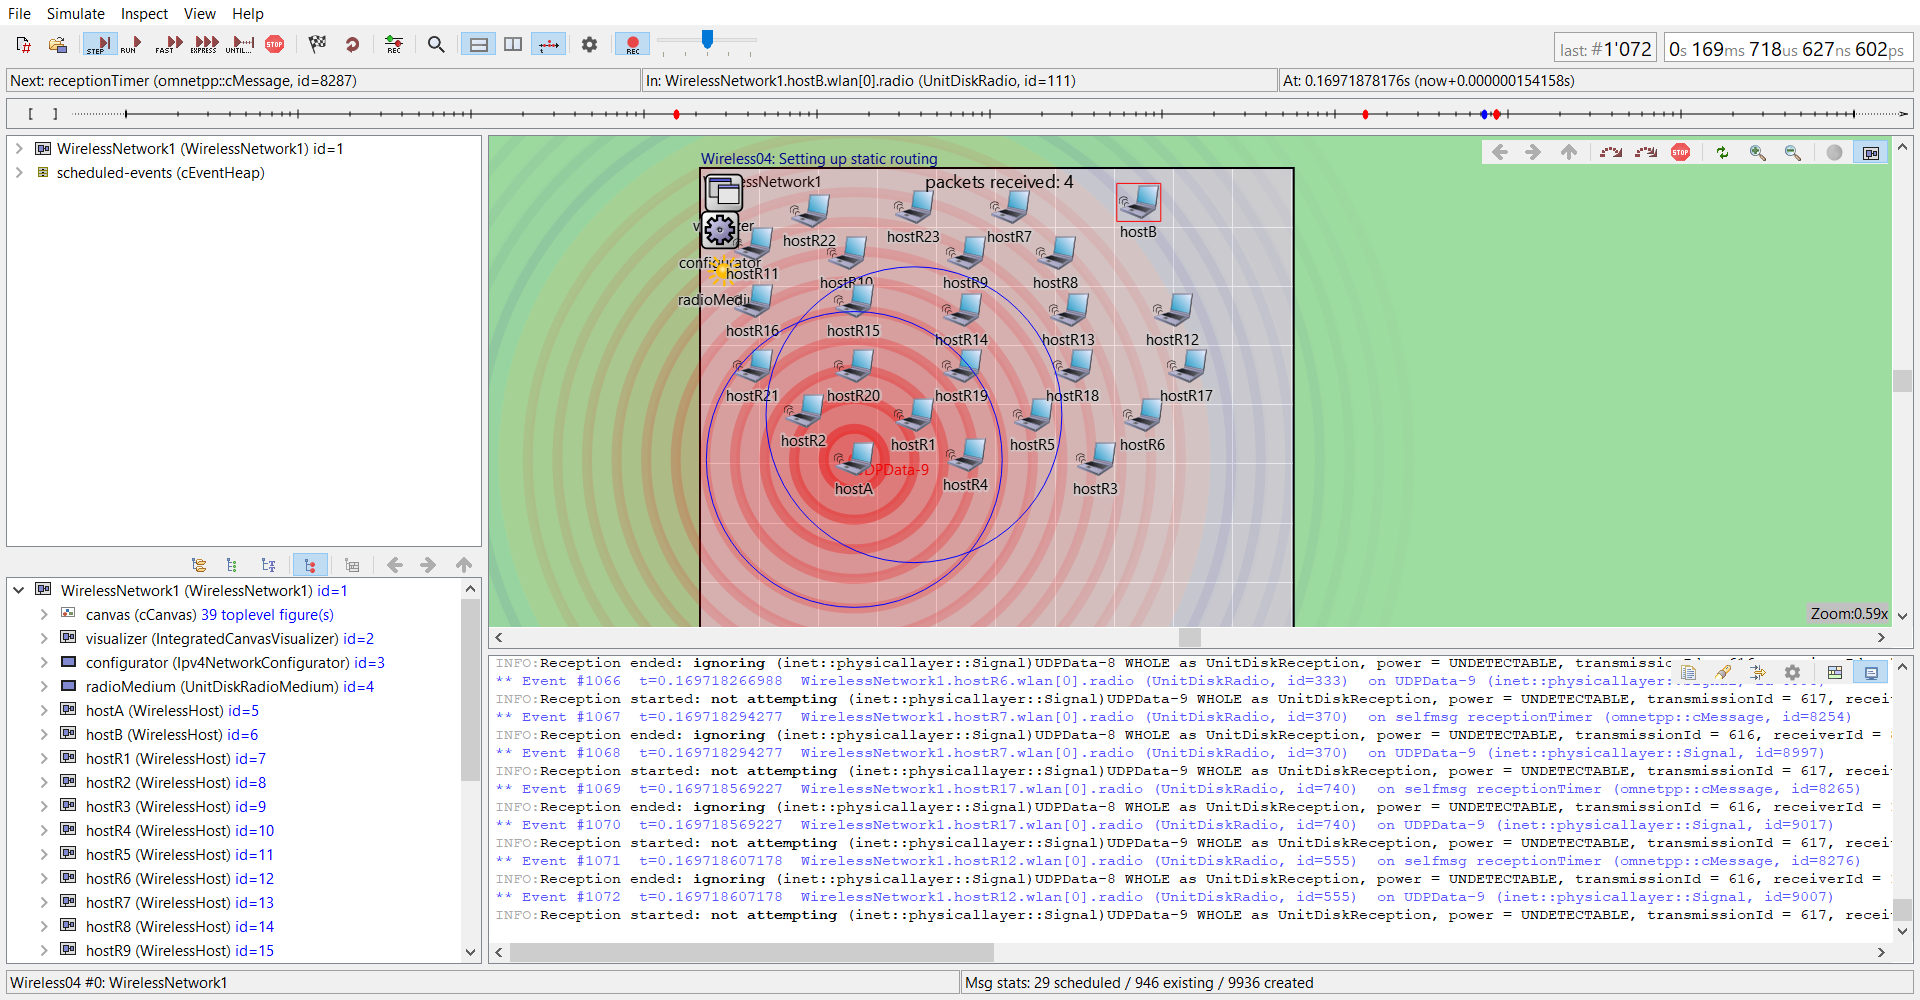 File Simulate Inspect View Help
STEP RUN FAST EXPRESS UNTIL... STOP REC REC
last: #1'072 0s 169ms 718us 627ns 602ps
Next: receptionTimer (omnetpp::cMessage, id=8287) In: WirelessNetwork1.hostB.wlan[0].radio (UnitDiskRadio, id=111) At: 0.16971878176s (now+0.000000154158s)
WirelessNetwork1 (WirelessNetwork1) id=1
scheduled-events (cEventHeap)
Wireless04: Setting up static routing
STOP
packets received: 4
hostB
hostR22
hostR23
hostR7
configurator
hostR11
hostR10
hostR9
hostR8
hostR16
hostR15
hostR14
hostR13
hostR12
hostR21
hostR20
hostR19
hostR18
hostR17
hostR2
hostR1
hostR5
hostR6
hostA
hostR4
hostR3
Zoom:0.59x
WirelessNetwork1 (WirelessNetwork1) id=1
canvas (cCanvas) 39 toplevel figure(s)
visualizer (IntegratedCanvasVisualizer) id=2
configurator (Ipv4NetworkConfigurator) id=3
radioMedium (UnitDiskRadioMedium) id=4
hostA (WirelessHost) id=5
hostB (WirelessHost) id=6
hostR1 (WirelessHost) id=7
hostR2 (WirelessHost) id=8
hostR3 (WirelessHost) id=9
hostR4 (WirelessHost) id=10
hostR5 (WirelessHost) id=11
hostR6 (WirelessHost) id=12
hostR7 (WirelessHost) id=13
hostR8 (WirelessHost) id=14
hostR9 (WirelessHost) id=15
INFO:Reception ended: ignoring (inet::physicallayer::Signal)UDPData-8 WHOLE as UnitDiskReception, power = UNDETECTABLE,
** Event #1066 t=0.169718266988 WirelessNetwork1.hostR6.wlan[0].radio (UnitDiskRadio, id=333) on UDPData-9 (inet::physicallayer::Signal,
INFO:Reception started: not attempting (inet::physicallayer::Signal)UDPData-9 WHOLE as UnitDiskReception, power = UNDETECTABLE, transmissionId = 617, recei
** Event #1067 t=0.169718294277 WirelessNetwork1.hostR7.wlan[0].radio (UnitDiskRadio, id=370) on selfmsg receptionTimer (omnetpp::cMessage, id=8254)
INFO:Reception ended: ignoring (inet::physicallayer::Signal)UDPData-8 WHOLE as UnitDiskReception, power = UNDETECTABLE, transmissionId = 616, receiverId =
** Event #1068 t=0.169718294277 WirelessNetwork1.hostR7.wlan[0].radio (UnitDiskRadio, id=370) on UDPData-9 (inet::physicallayer::Signal, id=8997)
INFO:Reception started: not attempting (inet::physicallayer::Signal)UDPData-9 WHOLE as UnitDiskReception, power = UNDETECTABLE, transmissionId = 617, recei
** Event #1069 t=0.169718569227 WirelessNetwork1.hostR17.wlan[0].radio (UnitDiskRadio, id=740) on selfmsg receptionTimer (omnetpp::cMessage, id=8265)
INFO:Reception ended: ignoring (inet::physicallayer::Signal)UDPData-8 WHOLE as UnitDiskReception, power = UNDETECTABLE, transmissionId = 616, receiverId =
** Event #1070 t=0.169718569227 WirelessNetwork1.hostR17.wlan[0].radio (UnitDiskRadio, id=740) on UDPData-9 (inet::physicallayer::Signal, id=9017)
INFO:Reception started: not attempting (inet::physicallayer::Signal)UDPData-9 WHOLE as UnitDiskReception, power = UNDETECTABLE, transmissionId = 617, recei
** Event #1071 t=0.169718607178 WirelessNetwork1.hostR12.wlan[0].radio (UnitDiskRadio, id=555) on selfmsg receptionTimer (omnetpp::cMessage, id=8276)
INFO:Reception ended: ignoring (inet::physicallayer::Signal)UDPData-8 WHOLE as UnitDiskReception, power = UNDETECTABLE, transmissionId = 616, receiverId =
** Event #1072 t=0.169718607178 WirelessNetwork1.hostR12.wlan[0].radio (UnitDiskRadio, id=555) on UDPData-9 (inet::physicallayer::Signal, id=9007)
INFO:Reception started: not attempting (inet::physicallayer::Signal)UDPData-9 WHOLE as UnitDiskReception, power = UNDETECTABLE, transmissionId = 617, recei
Wireless04 #0: WirelessNetwork1 Msg stats: 29 scheduled / 946 existing / 9936 created